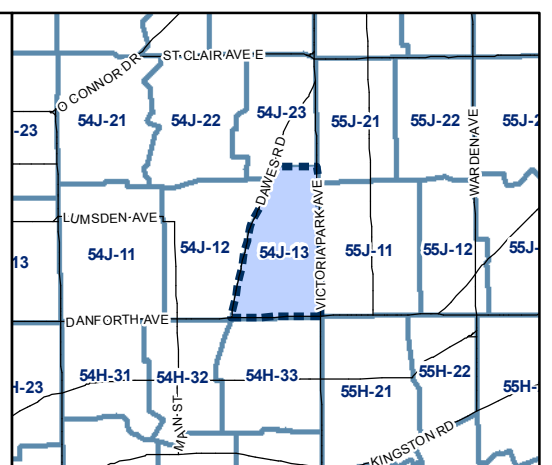 ST CLAIR AVE E
O CONNOR DR
-23
54J-21
54J-22
54J-23
55J-21
55J-22
55J-2
WARDEN AVE
DAWES RD
VICTORIA PARK AVE
LUMSDEN AVE
13
54J-11
54J-12
54J-13
55J-11
55J-12
55J-
DANFORTH AVE
H-23
54H-31
54H-32
54H-33
55H-21
55H-22
55H-
MAIN ST
KINGSTON RD